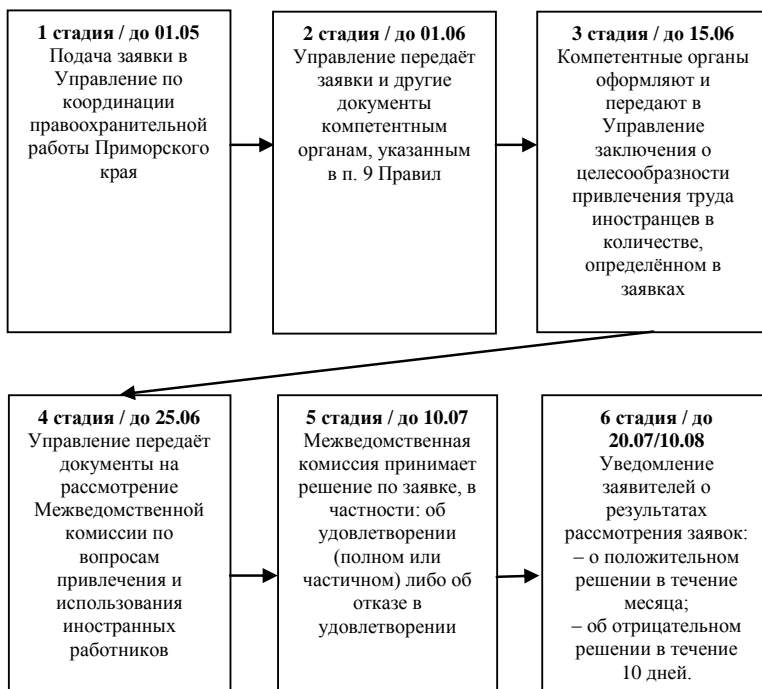 1 стадия / до 01.05
Подача заявки в
Управление по
координации
правоохранительной
работы Приморского
края
2 стадия / до 01.06
Управление передаёт
заявки и другие
документы
компетентным
органам, указанным
в п. 9 Правил
3 стадия / до 15.06
Компетентные органы
оформляют и
передают в
Управление
заключения о
целесообразности
привлечения труда
иностранцев в
количестве,
определённом в
заявках
4 стадия / до 25.06
Управление передаёт
документы на
рассмотрение
Межведомственной
комиссии по
вопросам
привлечения и
использования
иностранных
работников
5 стадия / до 10.07
Межведомственная
комиссия принимает
решение по заявке, в
частности: об
удовлетворении
(полном или
частичном) либо об
отказе в
удовлетворении
6 стадия / до
20.07/10.08
Уведомление
заявителей о
результатах
рассмотрения заявок:
– о положительном
решении в течение
месяца;
– об отрицательном
решении в течение
10 дней.